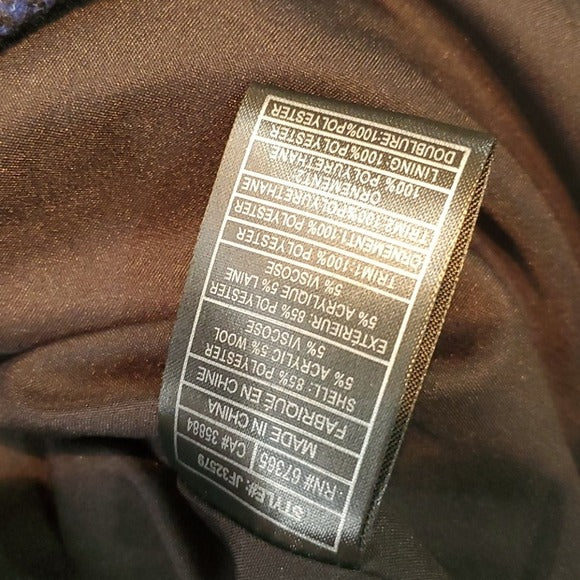 STYLE#: JF32579
RN# 67365 CA# 35884
MADE IN CHINA
FABRIQUÉ EN CHINE
SHELL: 85% POLYESTER
5% ACRYLIC 5% WOOL
5% VISCOSE
EXTÉRIEUR: 85% POLYESTER
5% ACRYLIQUE 5% LAINE
5% VISCOSE
TRIM1: 100% POLYESTER
ORNEMENT1:100% POLYESTER
TRIM2:100%POLYURETHANE
ORNEMENT2:
100% POLYURETHANE
LINING: 100% POLYESTER
DOUBLURE:100%POLYESTER